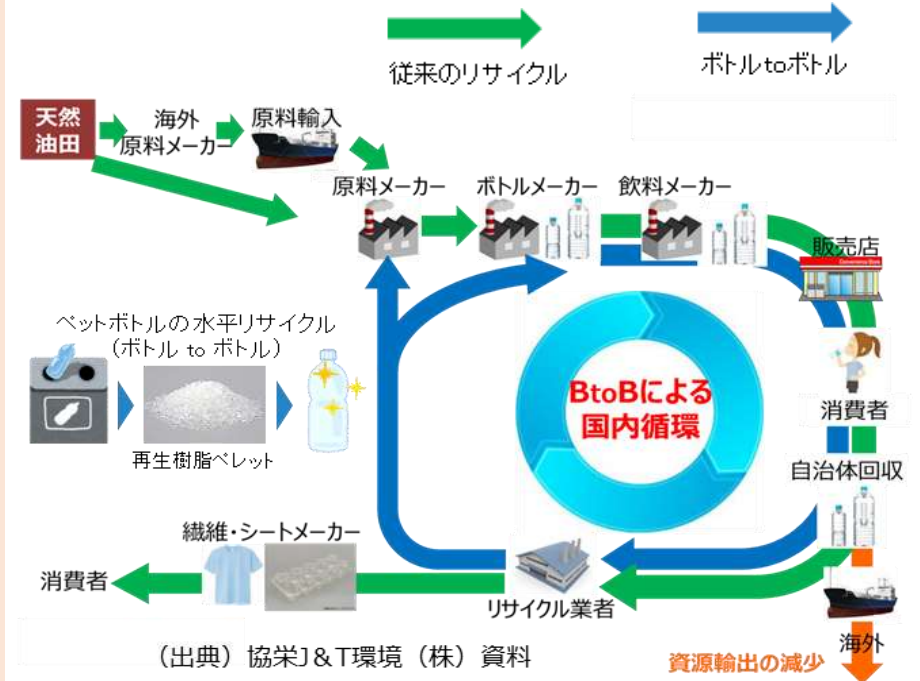 従来のリサイクル
ボトルtoボトル
天然
油田
海外
原料メーカー
原料輸入
原料メーカー
ボトルメーカー
飲料メーカー
販売店
Convenience Store
ペットボトルの水平リサイクル
(ボトル to ボトル)
再生樹脂ペレット
BtoBによる
国内循環
消費者
自治体回収
繊維・シートメーカー
消費者
リサイクル業者
海外
(出典)協栄J&T環境(株)資料
資源輸出の減少